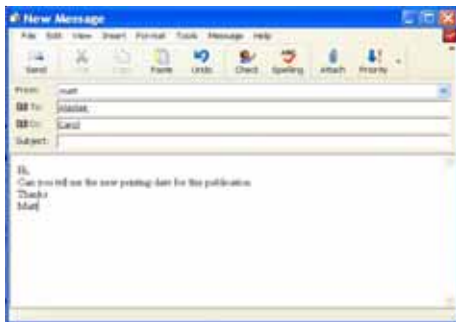 New Message
File Edit View Insert Format Tools Message Help
Send Cut Copy Paste Undo Check Spelling Attach Priority
From: matt
To:
Cc: Carol
Subject:
Hi,
Can you tell me the new printing date for this publication
Thanks
Matt